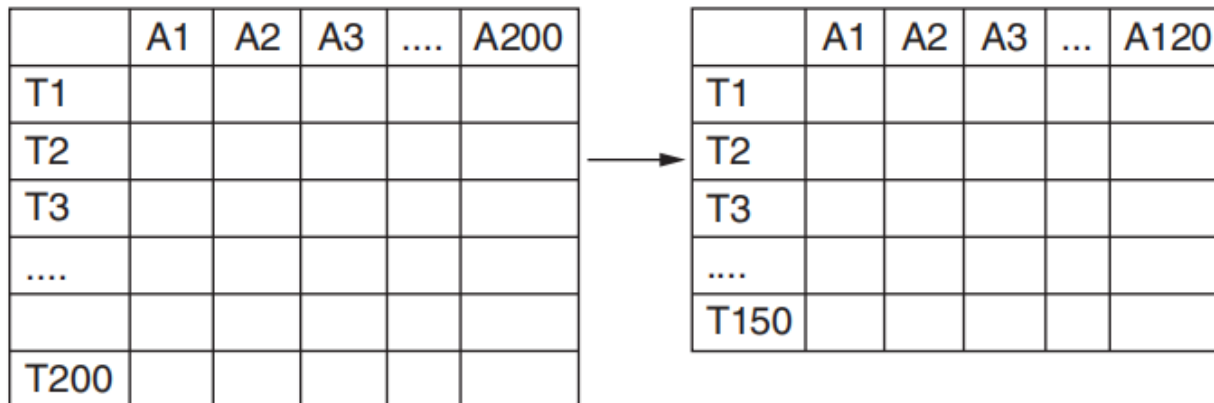 A1 A2 A3 .... A200
T1
T2
T3
....
T200
A1 A2 A3 ... A120
T1
T2
T3
....
T150